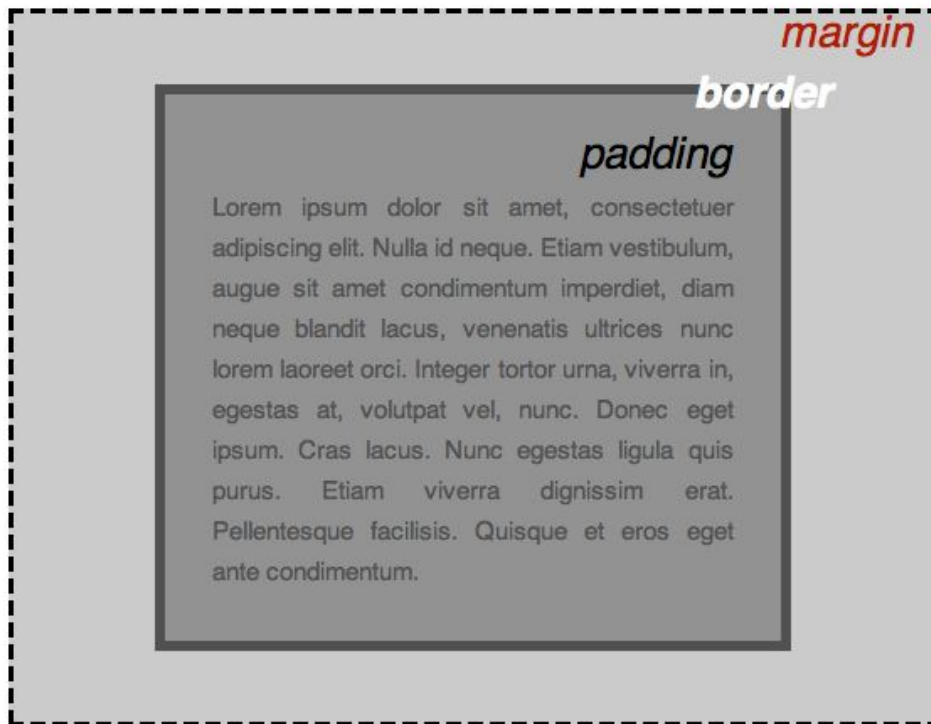 margin
border
padding
Lorem ipsum dolor sit amet, consectetuer
adipiscing elit. Nulla id neque. Etiam vestibulum,
augue sit amet condimentum imperdiet, diam
neque blandit lacus, venenatis ultrices nunc
lorem laoreet orci. Integer tortor urna, viverra in,
egestas at, volutpat vel, nunc. Donec eget
ipsum. Cras lacus. Nunc egestas ligula quis
purus. Etiam viverra dignissim erat.
Pellentesque facilisis. Quisque et eros eget
ante condimentum.